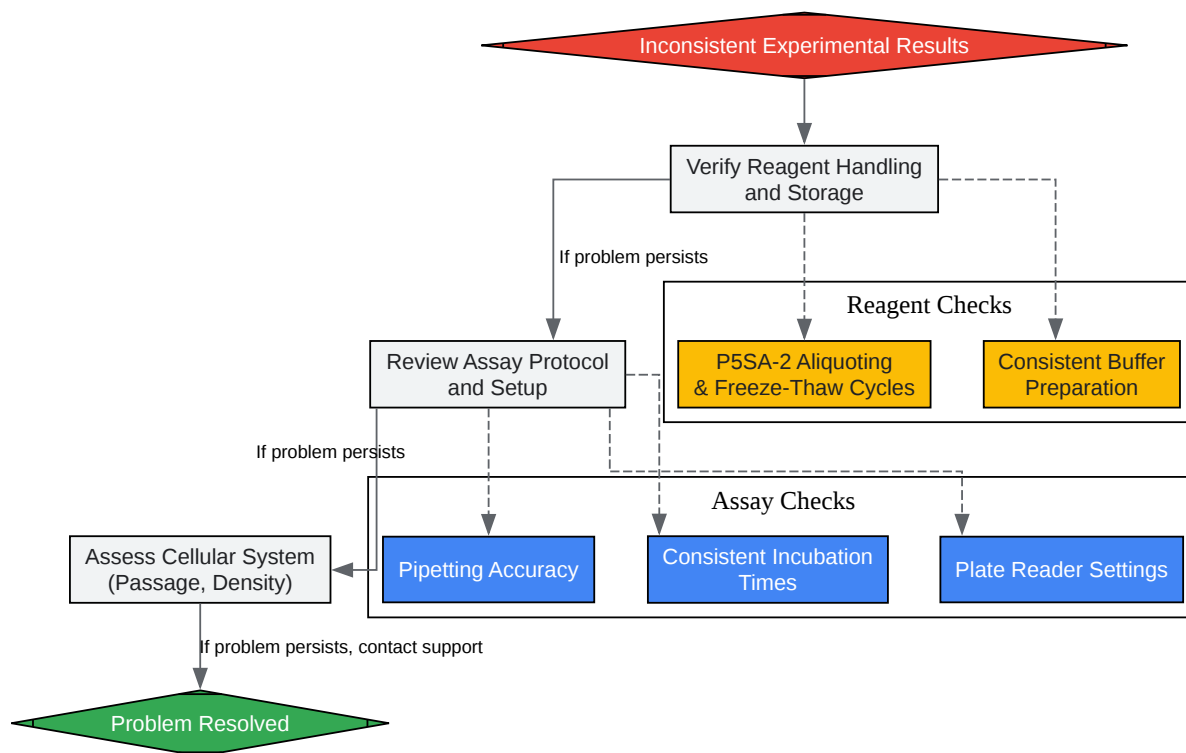 Inconsistent Experimental Results
Verify Reagent Handling
and Storage
If problem persists
Reagent Checks
Review Assay Protocol
and Setup
P5SA-2 Aliquoting
& Freeze-Thaw Cycles
Consistent Buffer
Preparation
If problem persists
Assay Checks
Assess Cellular System
(Passage, Density)
Pipetting Accuracy
Consistent Incubation
Times
Plate Reader Settings
If problem persists, contact support
Problem Resolved